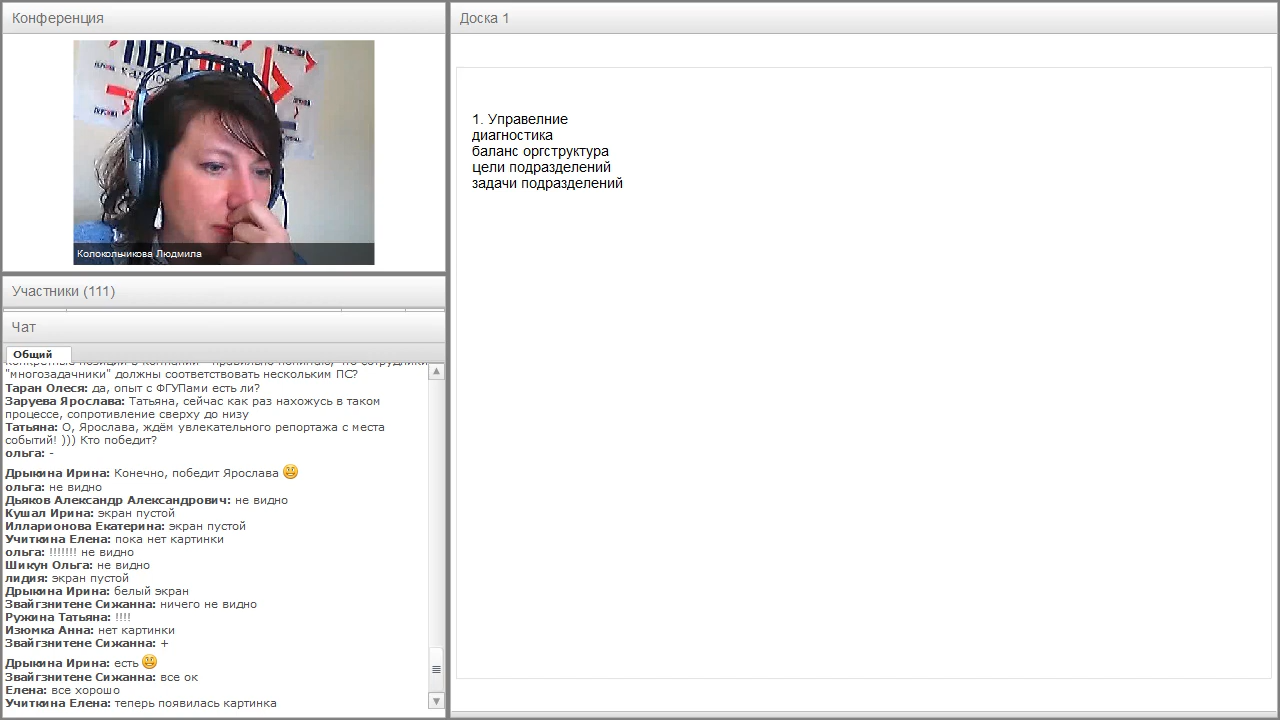 Конференция
Доска 1
ПЕРСОНА
Колокольчикова Людмила
Участники (111)
Чат
Общий
"многозадачники" должны соответствовать нескольким ПС?
Таран Олеся: да, опыт с ФГУПами есть ли?
Заруева Ярослава: Татьяна, сейчас как раз нахожусь в таком
процессе, сопротивление сверху до низу
Татьяна: О, Ярослава, ждём увлекательного репортажа с места
событий! ))) Кто победит?
ольга: -
Дрыкина Ирина: Конечно, победит Ярослава
ольга: не видно
Дьяков Александр Александрович: не видно
Кушал Ирина: экран пустой
Илларионова Екатерина: экран пустой
Учиткина Елена: пока нет картинки
ольга: !!!!!!! не видно
Шикун Ольга: не видно
лидия: экран пустой
Дрыкина Ирина: белый экран
Звайгзнитене Сижанна: ничего не видно
Ружина Татьяна: !!!!
Изюмка Анна: нет картинки
Звайгзнитене Сижанна: +
Дрыкина Ирина: есть
Звайгзнитене Сижанна: все ок
Елена: все хорошо
Учиткина Елена: теперь появилась картинка
1. Управелние
диагностика
баланс оргструктура
цели подразделений
задачи подразделений